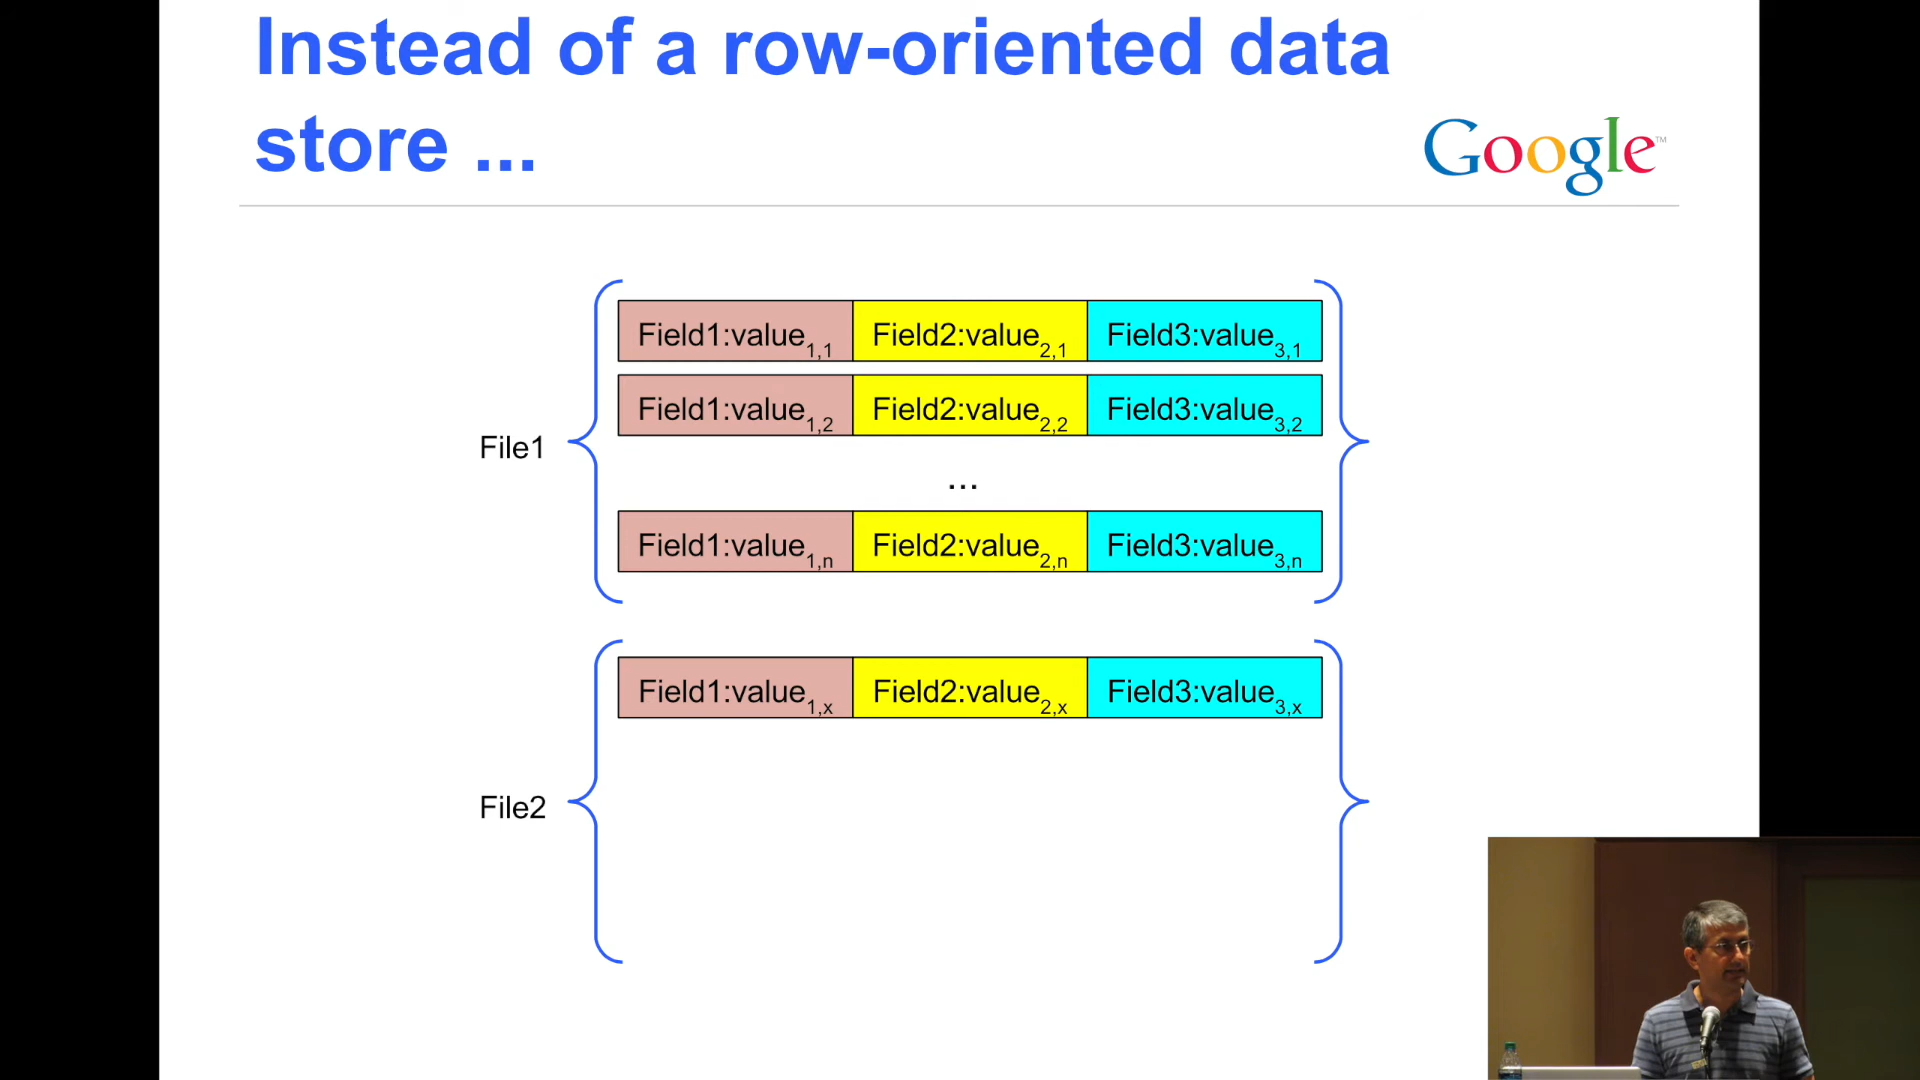 Instead of a row-oriented data
store ...
Google™
Field1:value1,1 Field2:value2,1 Field3:value3,1
Field1:value1,2 Field2:value2,2 Field3:value3,2
File1
...
Field1:value1,n Field2:value2,n Field3:value3,n
Field1:value1,x Field2:value2,x Field3:value3,x
File2